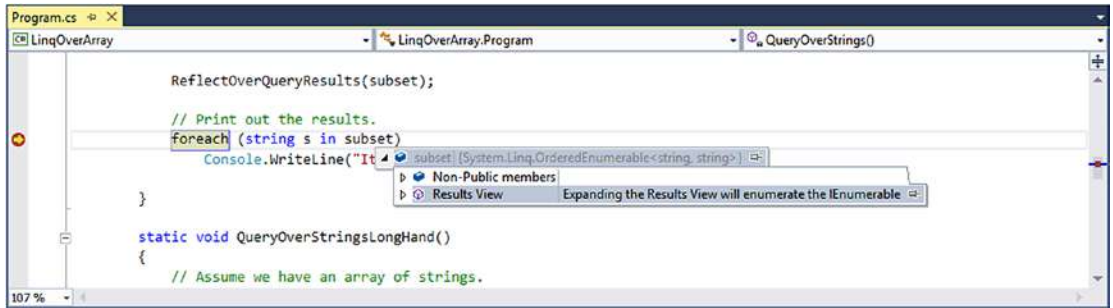 Program.cs
LinqOverArray LinqOverArray.Program QueryOverStrings()
ReflectOverQueryResults(subset);
// Print out the results.
foreach (string s in subset)
Console.WriteLine("It
subset {System.Linq.OrderedEnumerable<string, string>}
Non-Public members
Results View Expanding the Results View will enumerate the IEnumerable
}
static void QueryOverStringsLongHand()
{
// Assume we have an array of strings.
107 %